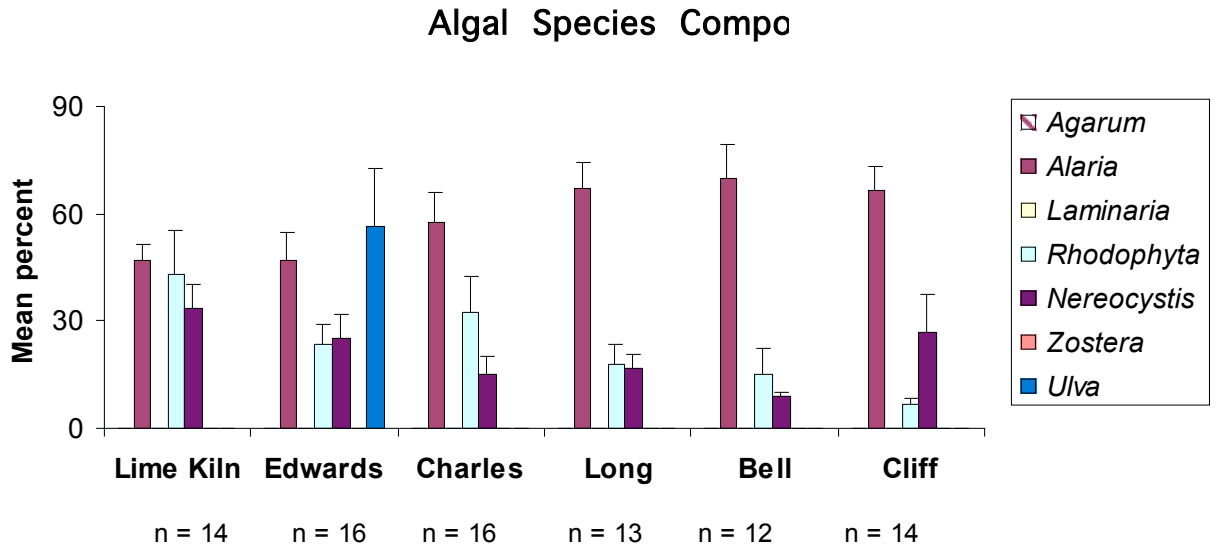 Algal Species Compo
Mean percent
90
60
30
0
Lime Kiln Edwards Charles Long Bell Cliff
n = 14 n = 16 n = 16 n = 13 n = 12 n = 14
Agarum
Alaria
Laminaria
Rhodophyta
Nereocystis
Zostera
Ulva